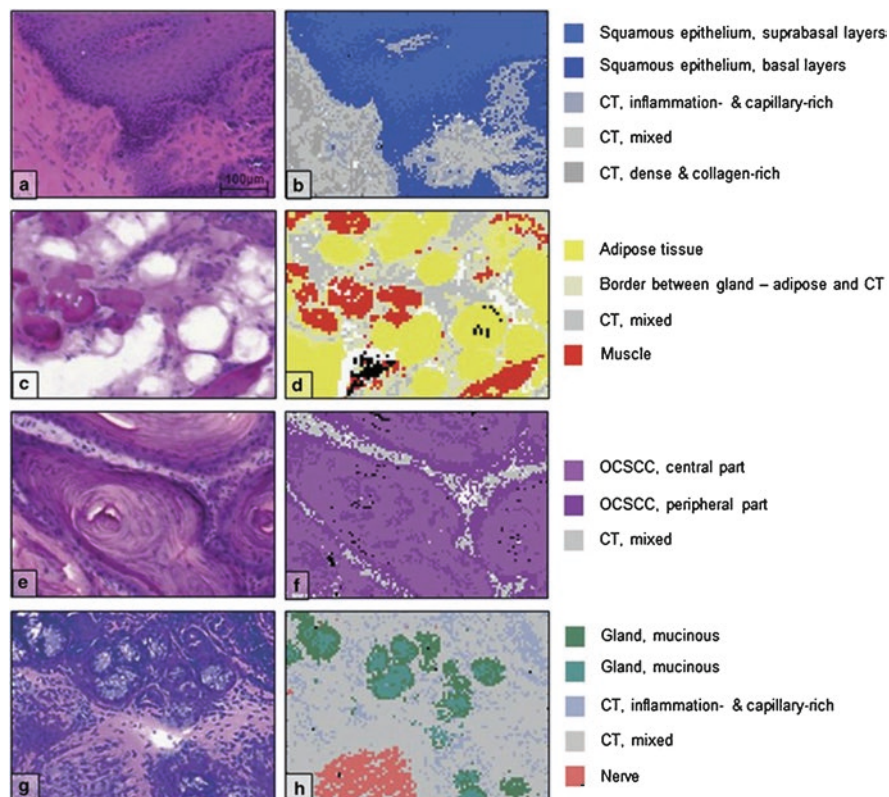 a
100µm
b
Squamous epithelium, suprabasal layers
Squamous epithelium, basal layers
CT, inflammation- & capillary-rich
CT, mixed
CT, dense & collagen-rich
c
d
Adipose tissue
Border between gland – adipose and CT
CT, mixed
Muscle
e
f
OCSCC, central part
OCSCC, peripheral part
CT, mixed
g
h
Gland, mucinous
Gland, mucinous
CT, inflammation- & capillary-rich
CT, mixed
Nerve